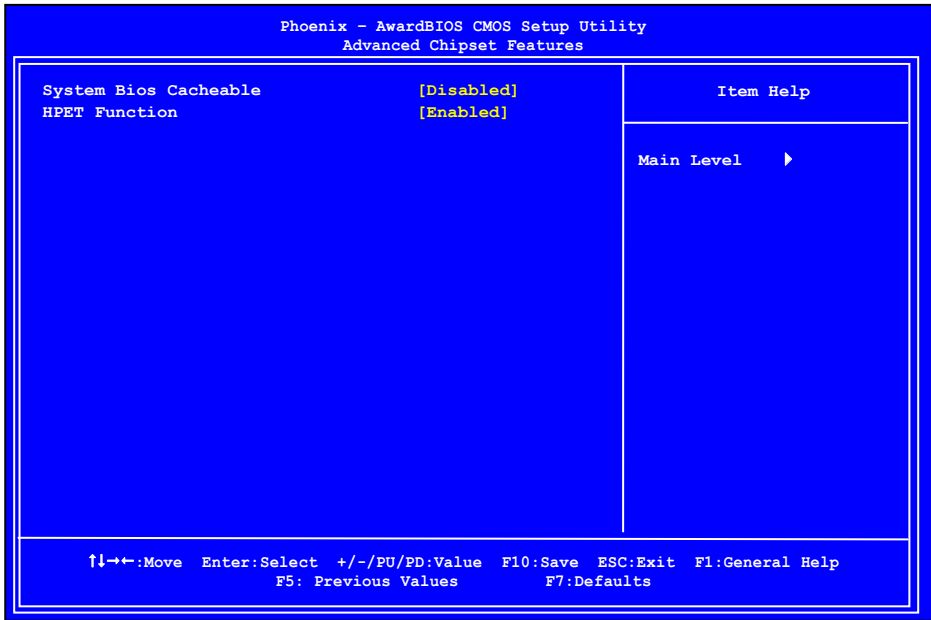 Phoenix – AwardBIOS CMOS Setup Utility
Advanced Chipset Features
System Bios Cacheable [Disabled]
HPET Function [Enabled]
Item Help
Main Level
↑↓→←:Move Enter:Select +/-/PU/PD:Value F10:Save ESC:Exit F1:General Help
F5: Previous Values F7:Defaults